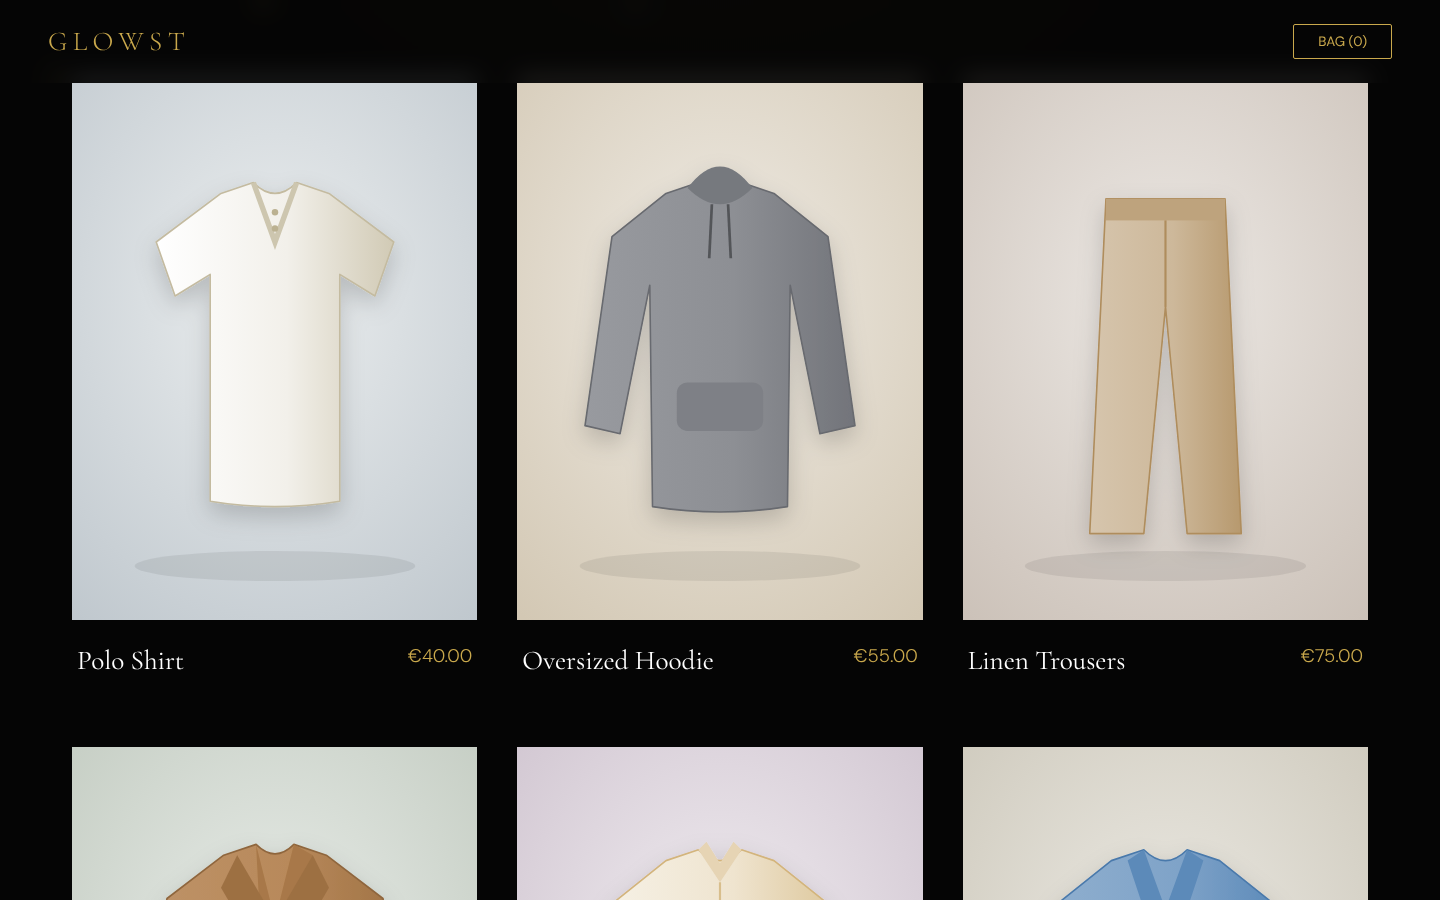 GLOWST
BAG (0)
Polo Shirt
€40.00
Oversized Hoodie
€55.00
Linen Trousers
€75.00